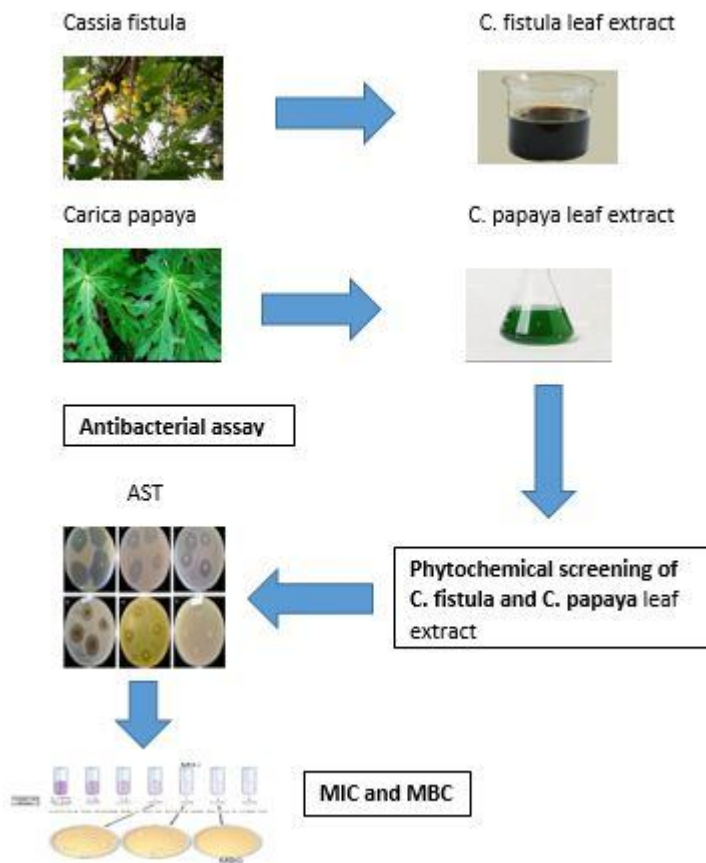 Cassia fistula
C. fistula leaf extract
Carica papaya
C. papaya leaf extract
Antibacterial assay
AST
Phytochemical screening of
C. fistula and C. papaya leaf
extract
MIC and MBC